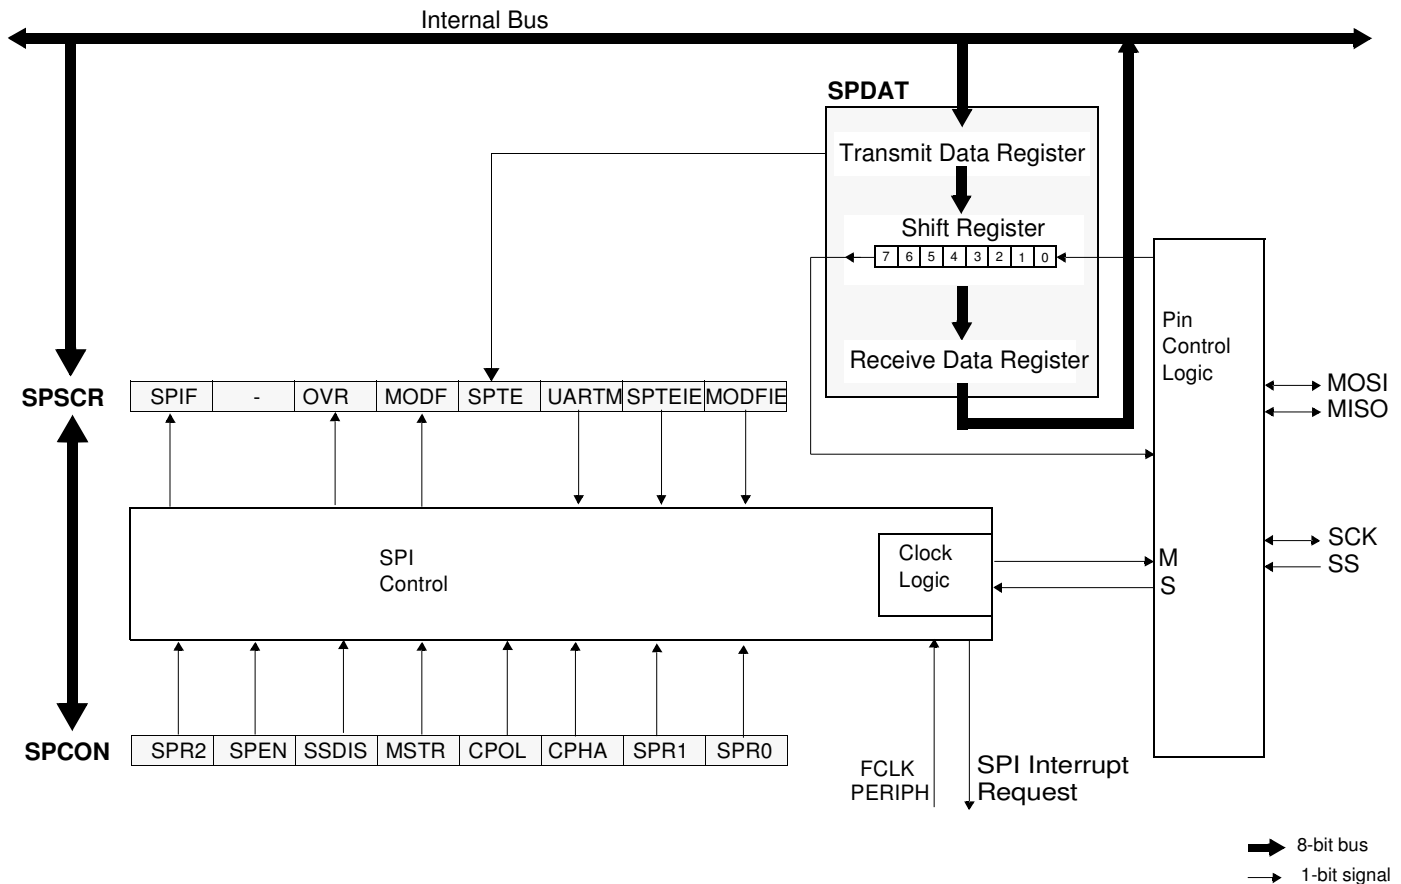 Internal Bus
SPDAT
Transmit Data Register
Shift Register
7 6 5 4 3 2 1 0
Receive Data Register
Pin
Control
Logic
MOSI
MISO
SPSCR
SPIF - OVR MODF SPTE UARTM SPTEIE MODFIE
SPI
Control
Clock
Logic
M
S
SCK
SS
SPCON
SPR2 SPEN SSDIS MSTR CPOL CPHA SPR1 SPR0
FCLK
PERIPH
SPI Interrupt
Request
8-bit bus
1-bit signal